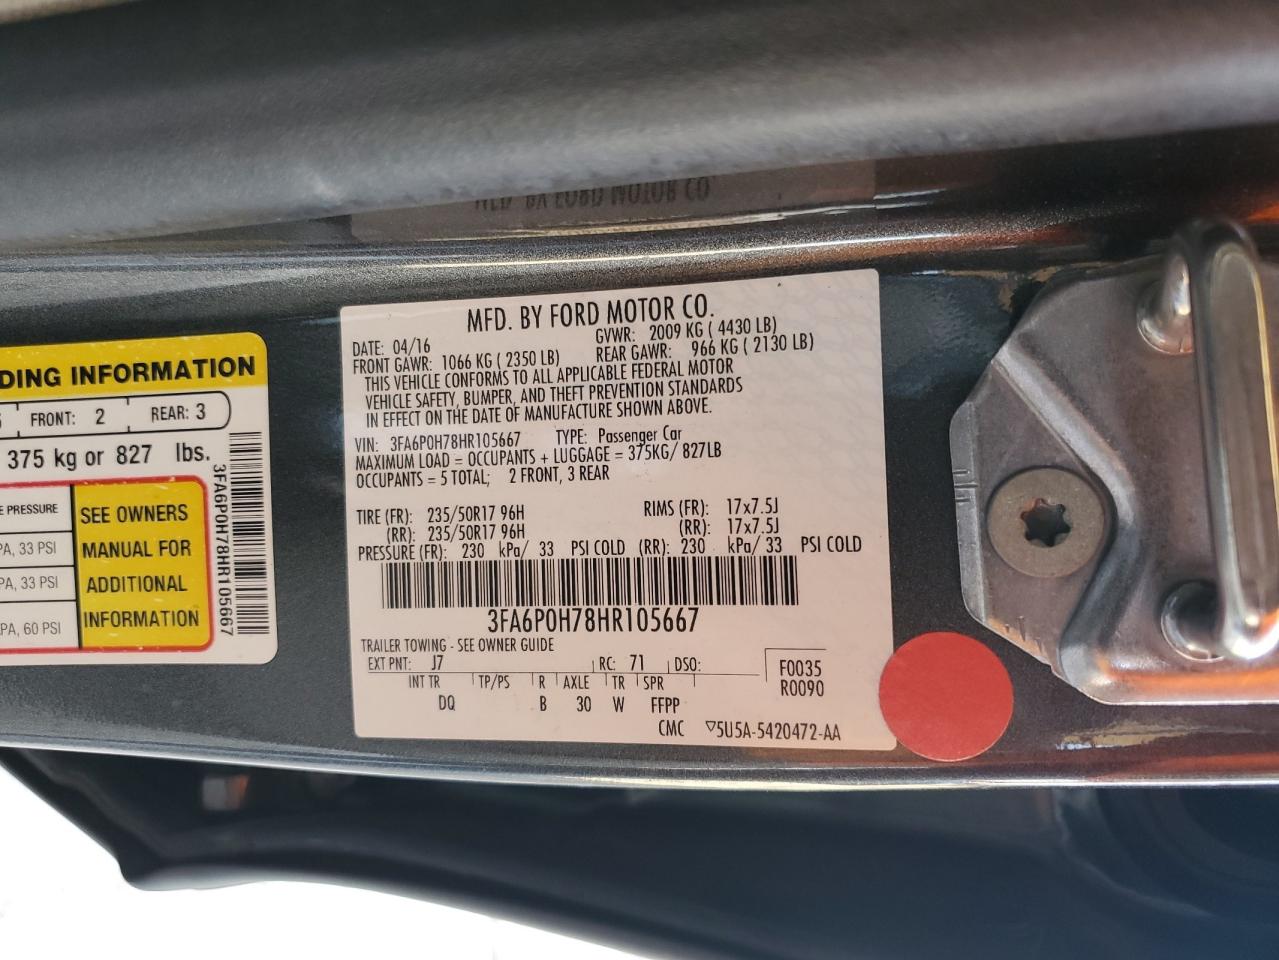 DING INFORMATION
FRONT: 2 REAR: 3
375 kg or 827 lbs.
E PRESSURE
PA, 33 PSI
PA, 33 PSI
PA, 60 PSI
SEE OWNERS
MANUAL FOR
ADDITIONAL
INFORMATION
3FA6P0H78HR105667
MFD. BY FORD MOTOR CO.
DATE: 04/16 GVWR: 2009 KG ( 4430 LB)
FRONT GAWR: 1066 KG ( 2350 LB) REAR GAWR: 966 KG ( 2130 LB)
THIS VEHICLE CONFORMS TO ALL APPLICABLE FEDERAL MOTOR
VEHICLE SAFETY, BUMPER, AND THEFT PREVENTION STANDARDS
IN EFFECT ON THE DATE OF MANUFACTURE SHOWN ABOVE.
VIN: 3FA6P0H78HR105667 TYPE: Passenger Car
MAXIMUM LOAD = OCCUPANTS + LUGGAGE = 375KG/ 827LB
OCCUPANTS = 5 TOTAL; 2 FRONT, 3 REAR
TIRE (FR): 235/50R17 96H RIMS (FR): 17x7.5J
(RR): 235/50R17 96H (RR): 17x7.5J
PRESSURE (FR): 230 kPa/ 33 PSI COLD (RR): 230 kPa/ 33 PSI COLD
3FA6P0H78HR105667
TRAILER TOWING - SEE OWNER GUIDE
EXT PNT: J7 RC: 71 DSO: F0035
INT TR TP/PS R AXLE TR SPR R0090
DQ B 30 W FFPP
CMC ▽5U5A-5420472-AA